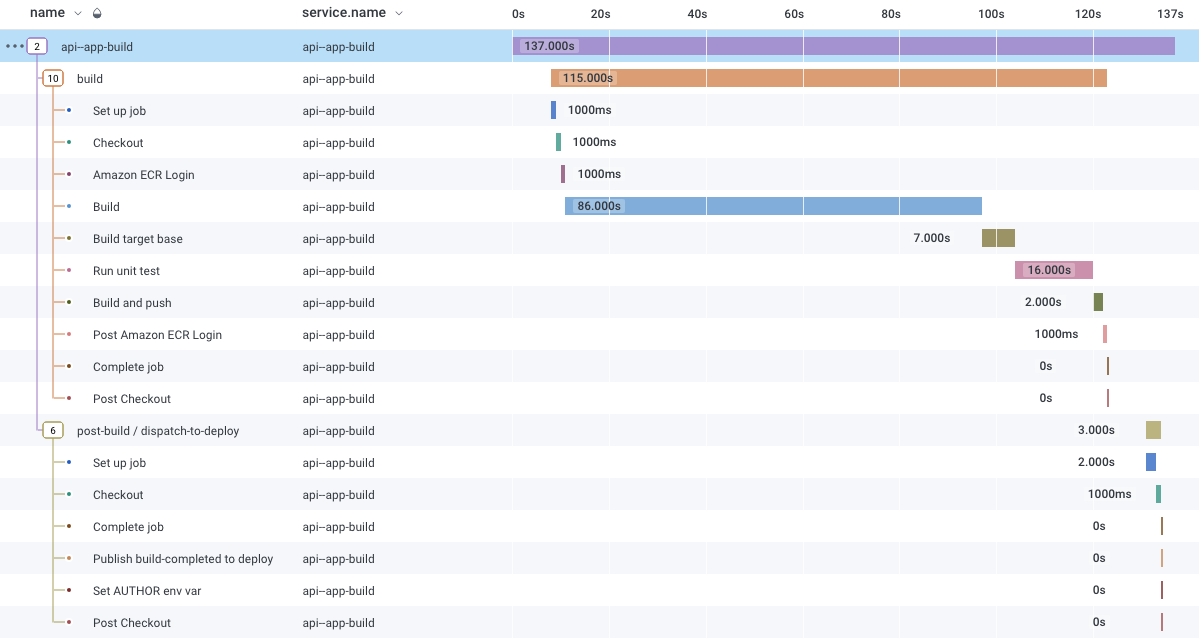 name service.name 0s 20s 40s 60s 80s 100s 120s 137s
2 api--app-build api--app-build 137.000s
10 build api--app-build 115.000s
Set up job api--app-build 1000ms
Checkout api--app-build 1000ms
Amazon ECR Login api--app-build 1000ms
Build api--app-build 86.000s
Build target base api--app-build 7.000s
Run unit test api--app-build 16.000s
Build and push api--app-build 2.000s
Post Amazon ECR Login api--app-build 1000ms
Complete job api--app-build 0s
Post Checkout api--app-build 0s
6 post-build / dispatch-to-deploy api--app-build 3.000s
Set up job api--app-build 2.000s
Checkout api--app-build 1000ms
Complete job api--app-build 0s
Publish build-completed to deploy api--app-build 0s
Set AUTHOR env var api--app-build 0s
Post Checkout api--app-build 0s